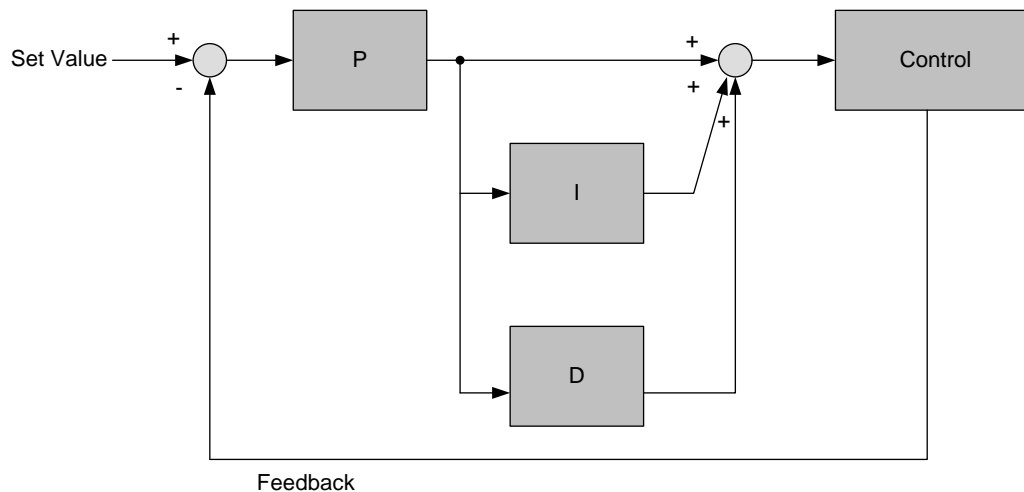 +
Set Value
-
P
+
+
+
Control
I
D
Feedback